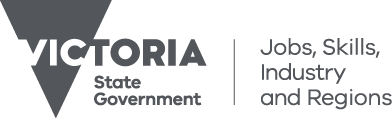 VICTORIA
State
Government
Jobs, Skills,
Industry
and Regions